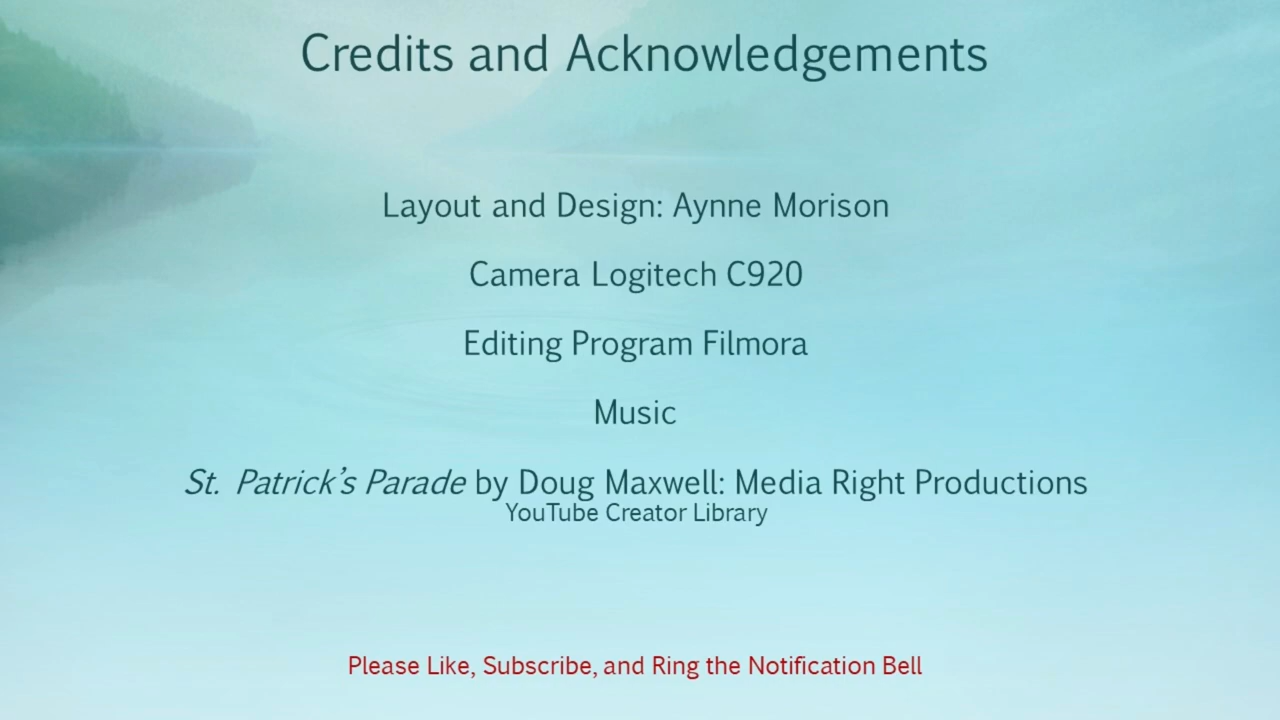 Credits and Acknowledgements
Layout and Design: Aynne Morison
Camera Logitech C920
Editing Program Filmora
Music
St. Patrick's Parade by Doug Maxwell: Media Right Productions
YouTube Creator Library
Please Like, Subscribe, and Ring the Notification Bell